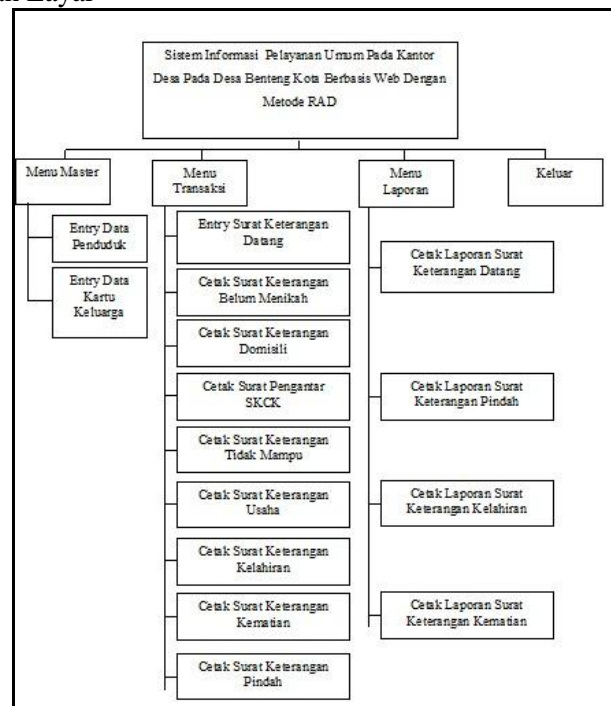 Sistem Informasi Pelayanan Umum Pada Kantor
Desa Pada Desa Benteng Kota Berbasis Web Dengan
Metode RAD
Menu Master
Menu
Transaksi
Menu
Laporan
Keluar
Entry Data
Penduduk
Entry Data
Kartu
Keluarga
Entry Surat Keterangan
Datang
Cetak Surat Keterangan
Belum Menikah
Cetak Surat Keterangan
Domisili
Cetak Surat Pengantar
SKCK
Cetak Surat Keterangan
Tidak Mampu
Cetak Surat Keterangan
Usaha
Cetak Surat Keterangan
Kelahiran
Cetak Surat Keterangan
Kematian
Cetak Surat Keterangan
Pindah
Cetak Laporan Surat
Keterangan Datang
Cetak Laporan Surat
Keterangan Pindah
Cetak Laporan Surat
Keterangan Kelahiran
Cetak Laporan Surat
Keterangan Kematian